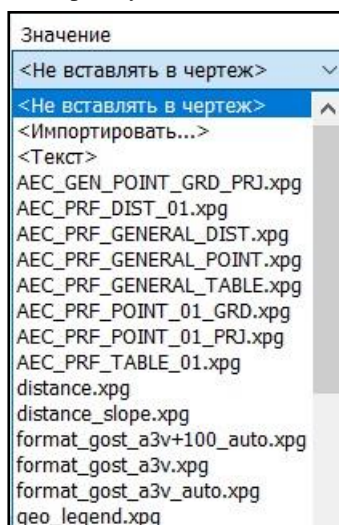 Значение
<Не вставлять в чертеж>
<Не вставлять в чертеж>
<Импортировать...>
<Текст>
AEC_GEN_POINT_GRD_PRJ.xpg
AEC_PRF_DIST_01.xpg
AEC_PRF_GENERAL_DIST.xpg
AEC_PRF_GENERAL_POINT.xpg
AEC_PRF_GENERAL_TABLE.xpg
AEC_PRF_POINT_01_GRD.xpg
AEC_PRF_POINT_01_PRJ.xpg
AEC_PRF_TABLE_01.xpg
distance.xpg
distance_slope.xpg
format_gost_a3v+100_auto.xpg
format_gost_a3v.xpg
format_gost_a3v_auto.xpg
geo_legend.xpg